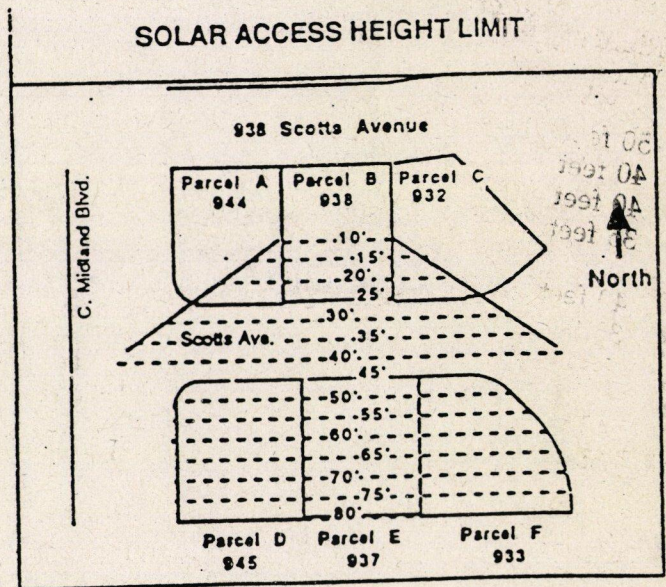 SOLAR ACCESS HEIGHT LIMIT
938 Scotts Avenue
Parcel A Parcel B Parcel C
944 938 932
C. Midland Blvd.
10'
15'
20'
25'
30'
Scotts Ave. 35'
40'
45'
50'
55'
60'
65'
70'
75'
80'
North
Parcel D Parcel E Parcel F
945 937 933
40 feet